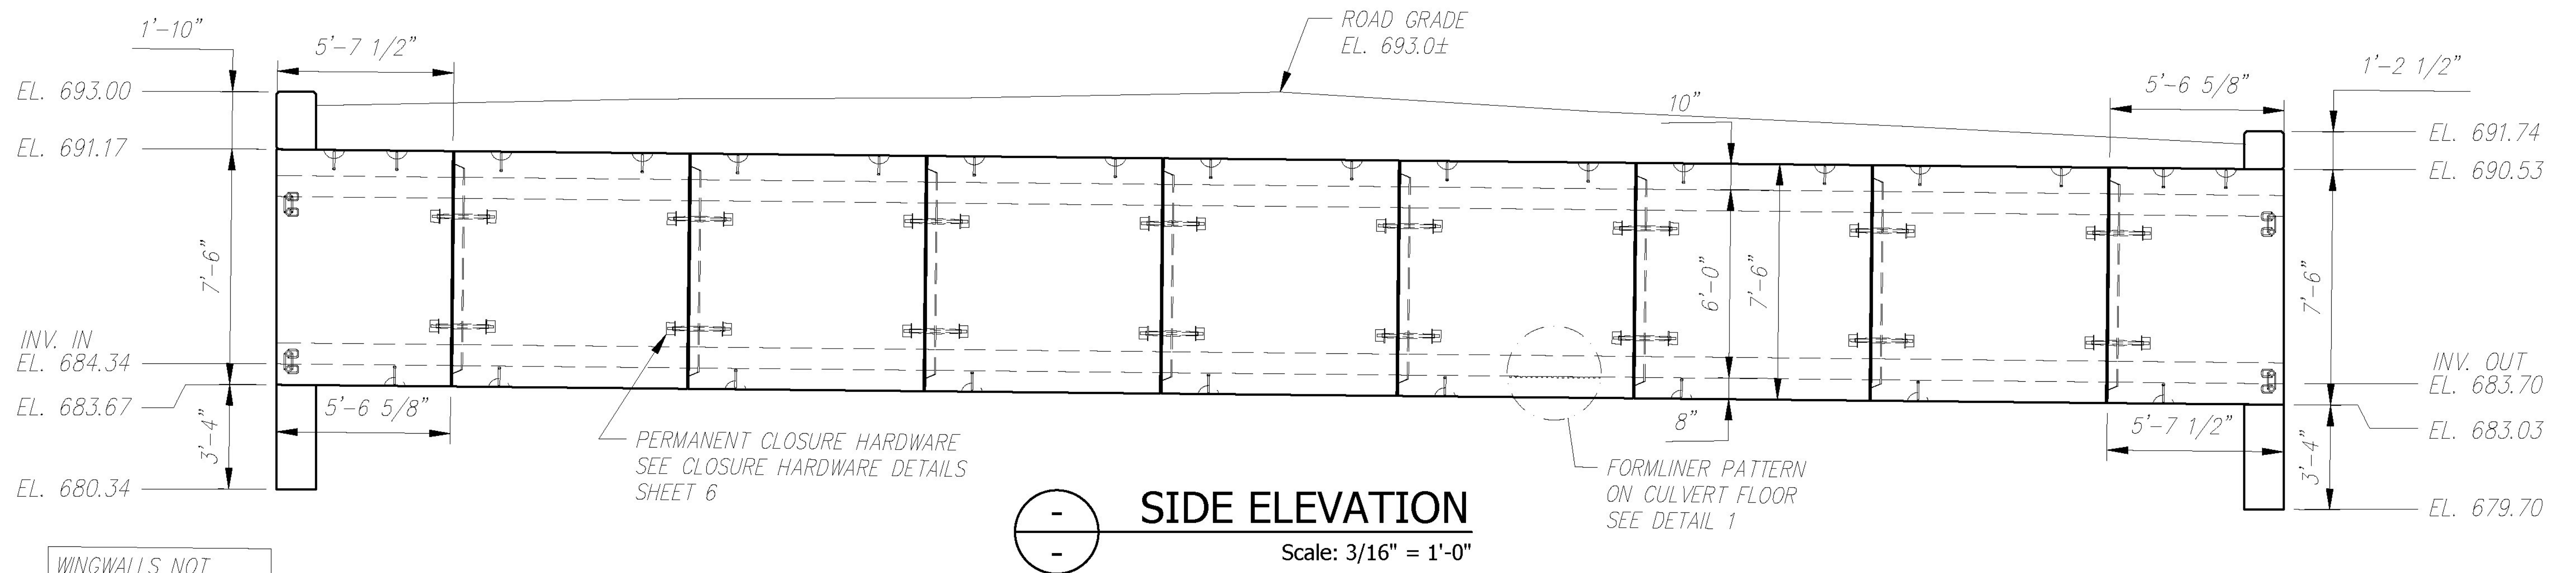 1'-10"
5'-7 1/2"
ROAD GRADE
EL. 693.0±
1'-2 1/2"
5'-6 5/8"
EL. 693.00
10"
EL. 691.74
EL. 691.17
EL. 690.53
7'-6"
6'-0"
7'-6"
7'-6"
INV. IN
EL. 684.34
INV. OUT
EL. 683.70
EL. 683.67
5'-6 5/8"
8"
5'-7 1/2"
EL. 683.03
3'-4"
PERMANENT CLOSURE HARDWARE
SEE CLOSURE HARDWARE DETAILS
SHEET 6
FORMLINER PATTERN
ON CULVERT FLOOR
SEE DETAIL 1
3'-4"
EL. 680.34
EL. 679.70
-
-
SIDE ELEVATION
Scale: 3/16" = 1'-0"
WINGWALLS NOT